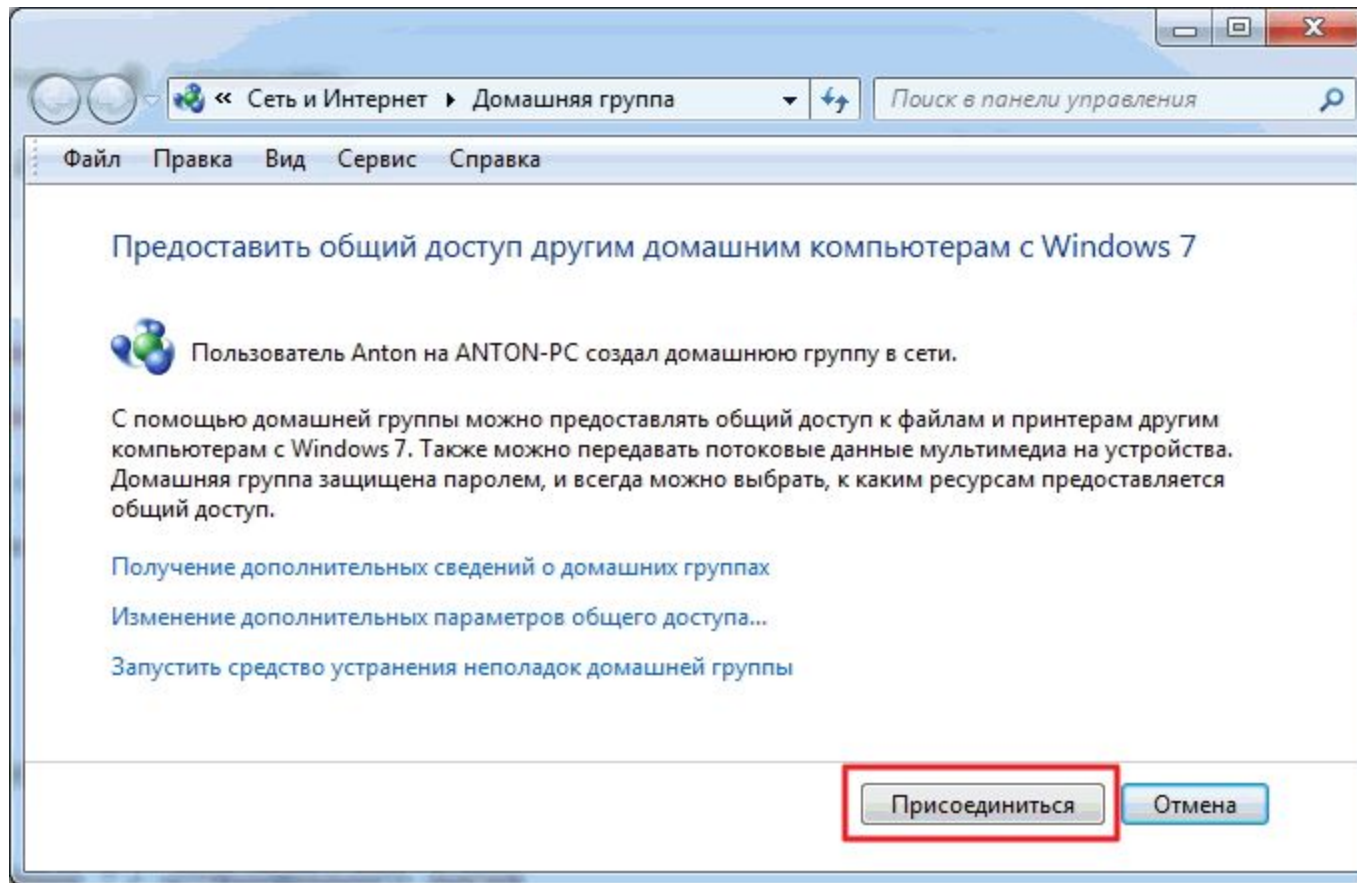 « Сеть и Интернет ▸ Домашняя группа
Поиск в панели управления
Файл Правка Вид Сервис Справка
Предоставить общий доступ другим домашним компьютерам с Windows 7
Пользователь Anton на ANTON-PC создал домашнюю группу в сети.
С помощью домашней группы можно предоставлять общий доступ к файлам и принтерам другим
компьютерам с Windows 7. Также можно передавать потоковые данные мультимедиа на устройства.
Домашняя группа защищена паролем, и всегда можно выбрать, к каким ресурсам предоставляется
общий доступ.
Получение дополнительных сведений о домашних группах
Изменение дополнительных параметров общего доступа...
Запустить средство устранения неполадок домашней группы
Присоединиться Отмена